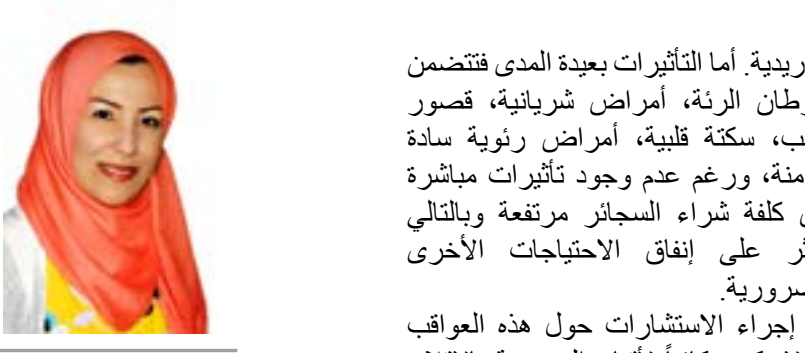 ريدية. أما التأثيرات بعيدة المدى فتتضمن
رطان الرئة، أمراض شريانية، قصور
ب، سكتة قلبية، أمراض رئوية سادة
منة، ورغم عدم وجود تأثيرات مباشرة
كلفة شراء السجائر مرتفعة وبالتالي
ثر على إنفاق الاحتياجات الأخرى
ضرورية.
إجراء الاستشارات حول هذه العواقب